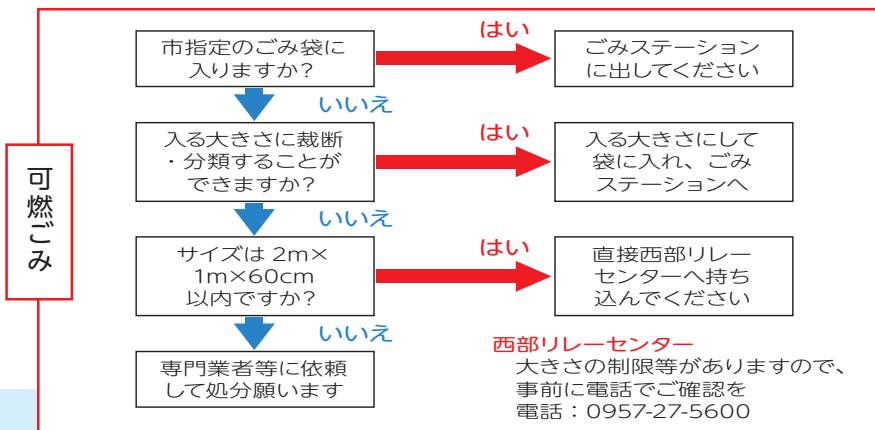 可燃ごみ
市指定のごみ袋に
入りますか?
はい
ごみステーション
に出してください
いいえ
入る大きさに裁断
・分類することが
できますか?
はい
入る大きさにして
袋に入れ、ごみ
ステーションへ
いいえ
サイズは 2m×
1m×60cm
以内ですか?
はい
直接西部リレー
センターへ持ち
込んでください
いいえ
専門業者等に依頼
して処分願います
西部リレーセンター
大きさの制限等がありますので、
事前に電話でご確認を
電話:0957-27-5600